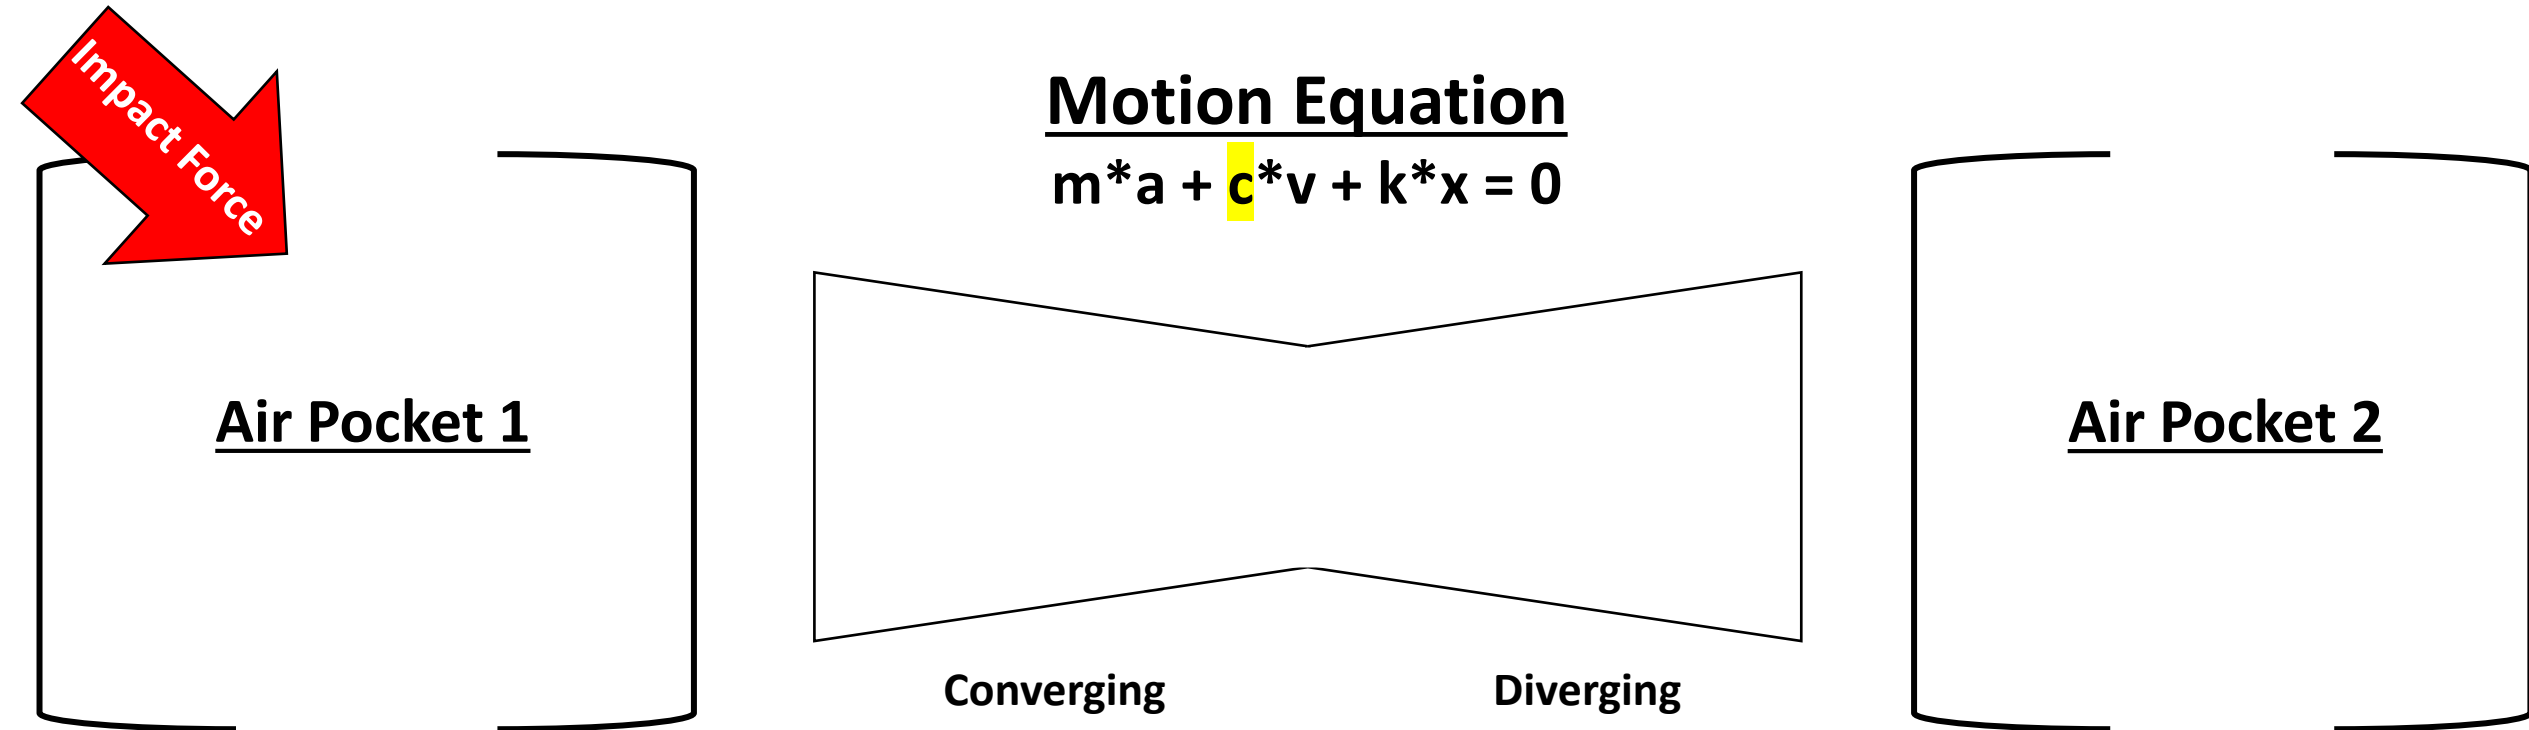 Impact Force
Motion Equation
m*a + c*v + k*x = 0
Air Pocket 1
Air Pocket 2
Converging
Diverging